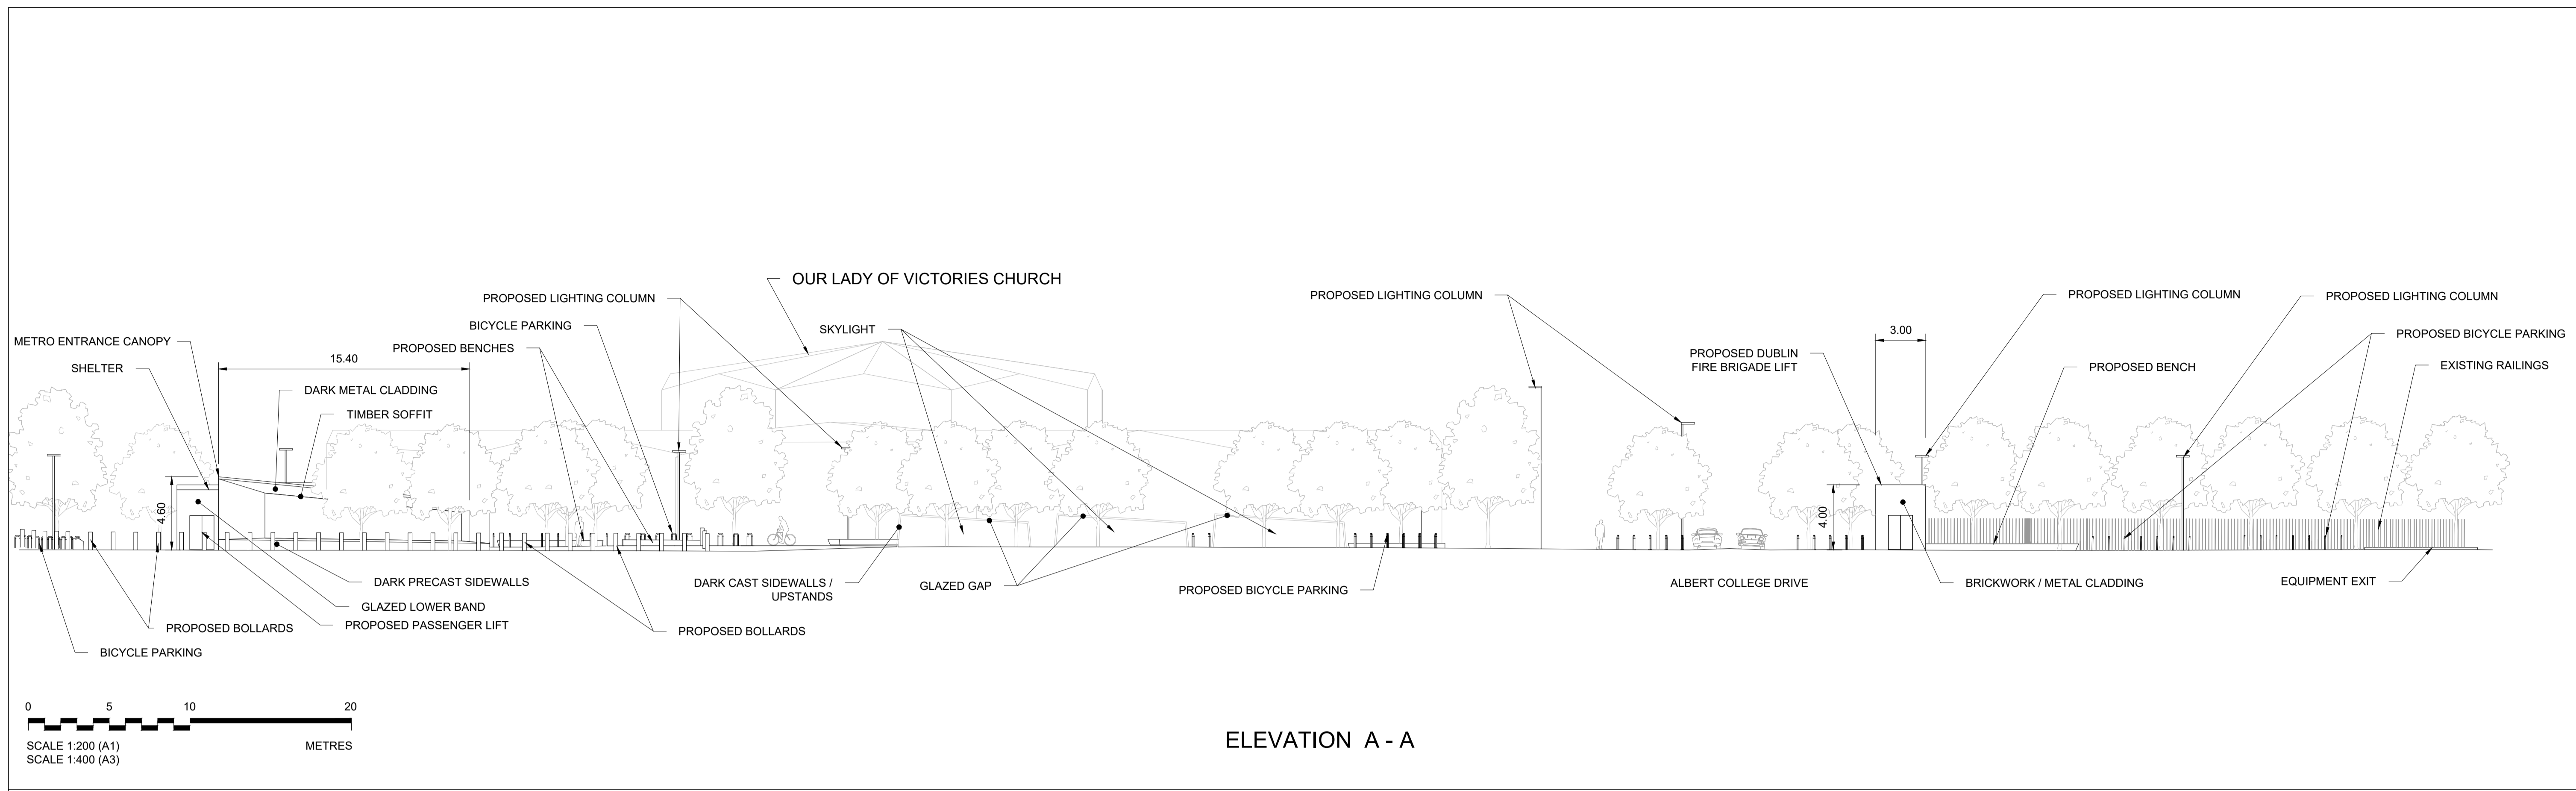 OUR LADY OF VICTORIES CHURCH
PROPOSED LIGHTING COLUMN
PROPOSED LIGHTING COLUMN
PROPOSED LIGHTING COLUMN
PROPOSED LIGHTING COLUMN
BICYCLE PARKING
SKYLIGHT
3.00
PROPOSED BICYCLE PARKING
METRO ENTRANCE CANOPY
PROPOSED BENCHES
15.40
PROPOSED DUBLIN
FIRE BRIGADE LIFT
SHELTER
PROPOSED BENCH
EXISTING RAILINGS
DARK METAL CLADDING
TIMBER SOFFIT
4.60
4.00
DARK PRECAST SIDEWALLS
DARK CAST SIDEWALLS /
UPSTANDS
GLAZED GAP
PROPOSED BICYCLE PARKING
ALBERT COLLEGE DRIVE
BRICKWORK / METAL CLADDING
EQUIPMENT EXIT
GLAZED LOWER BAND
PROPOSED PASSENGER LIFT
PROPOSED BOLLARDS
PROPOSED BOLLARDS
BICYCLE PARKING
0 5 10 20
SCALE 1:200 (A1) METRES
SCALE 1:400 (A3)
ELEVATION A - A